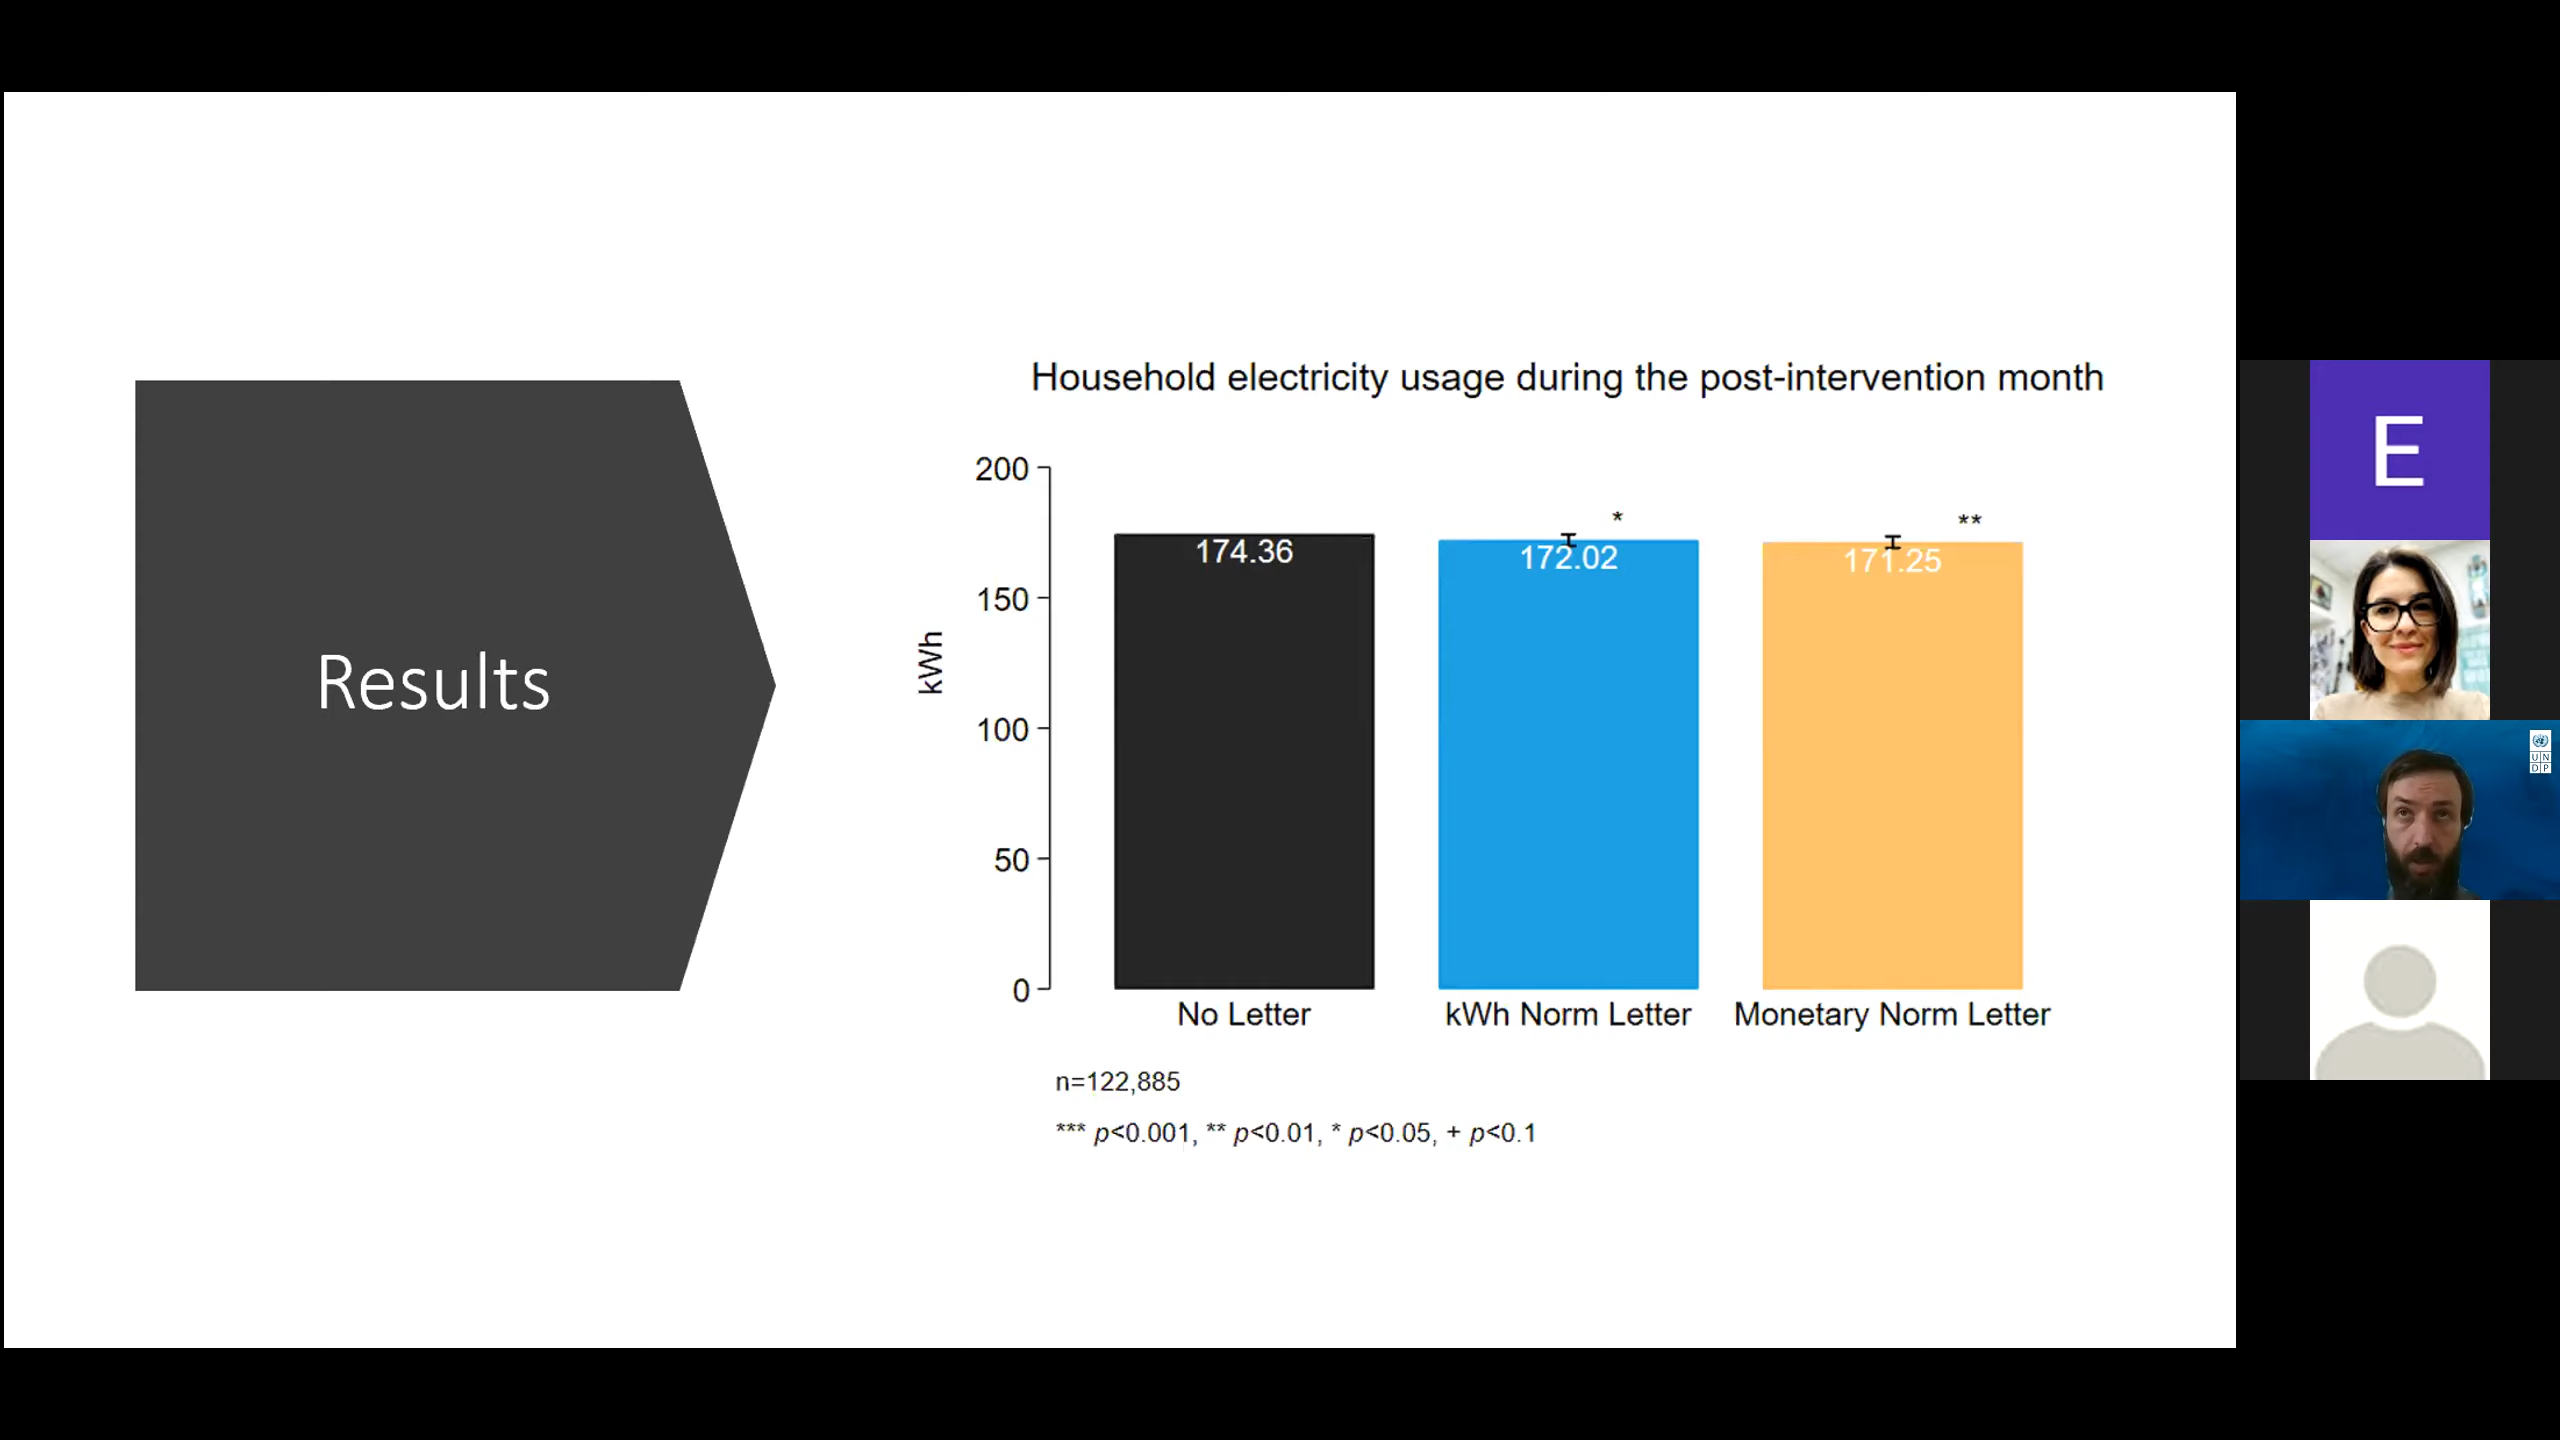 Results
Household electricity usage during the post-intervention month
kWh
200
150
100
50
0
174.36
172.02
171.25
*
**
No Letter
kWh Norm Letter
Monetary Norm Letter
n=122,885
*** p<0.001, ** p<0.01, * p<0.05, + p<0.1
E
U N
D P